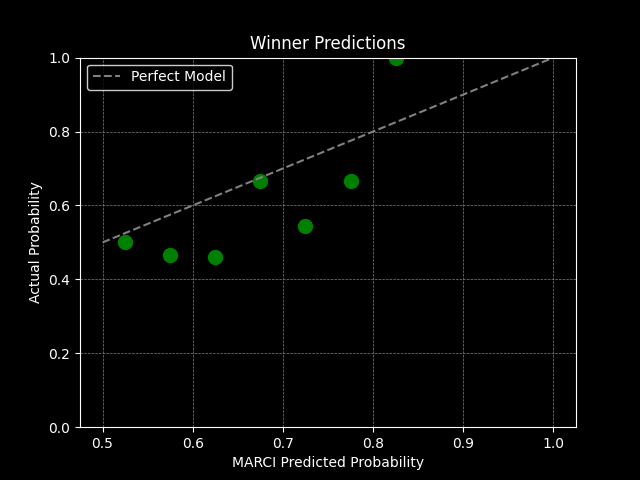 Winner Predictions
Perfect Model
1.0
0.8
0.6
0.4
0.2
0.0
Actual Probability
0.5 0.6 0.7 0.8 0.9 1.0
MARCI Predicted Probability